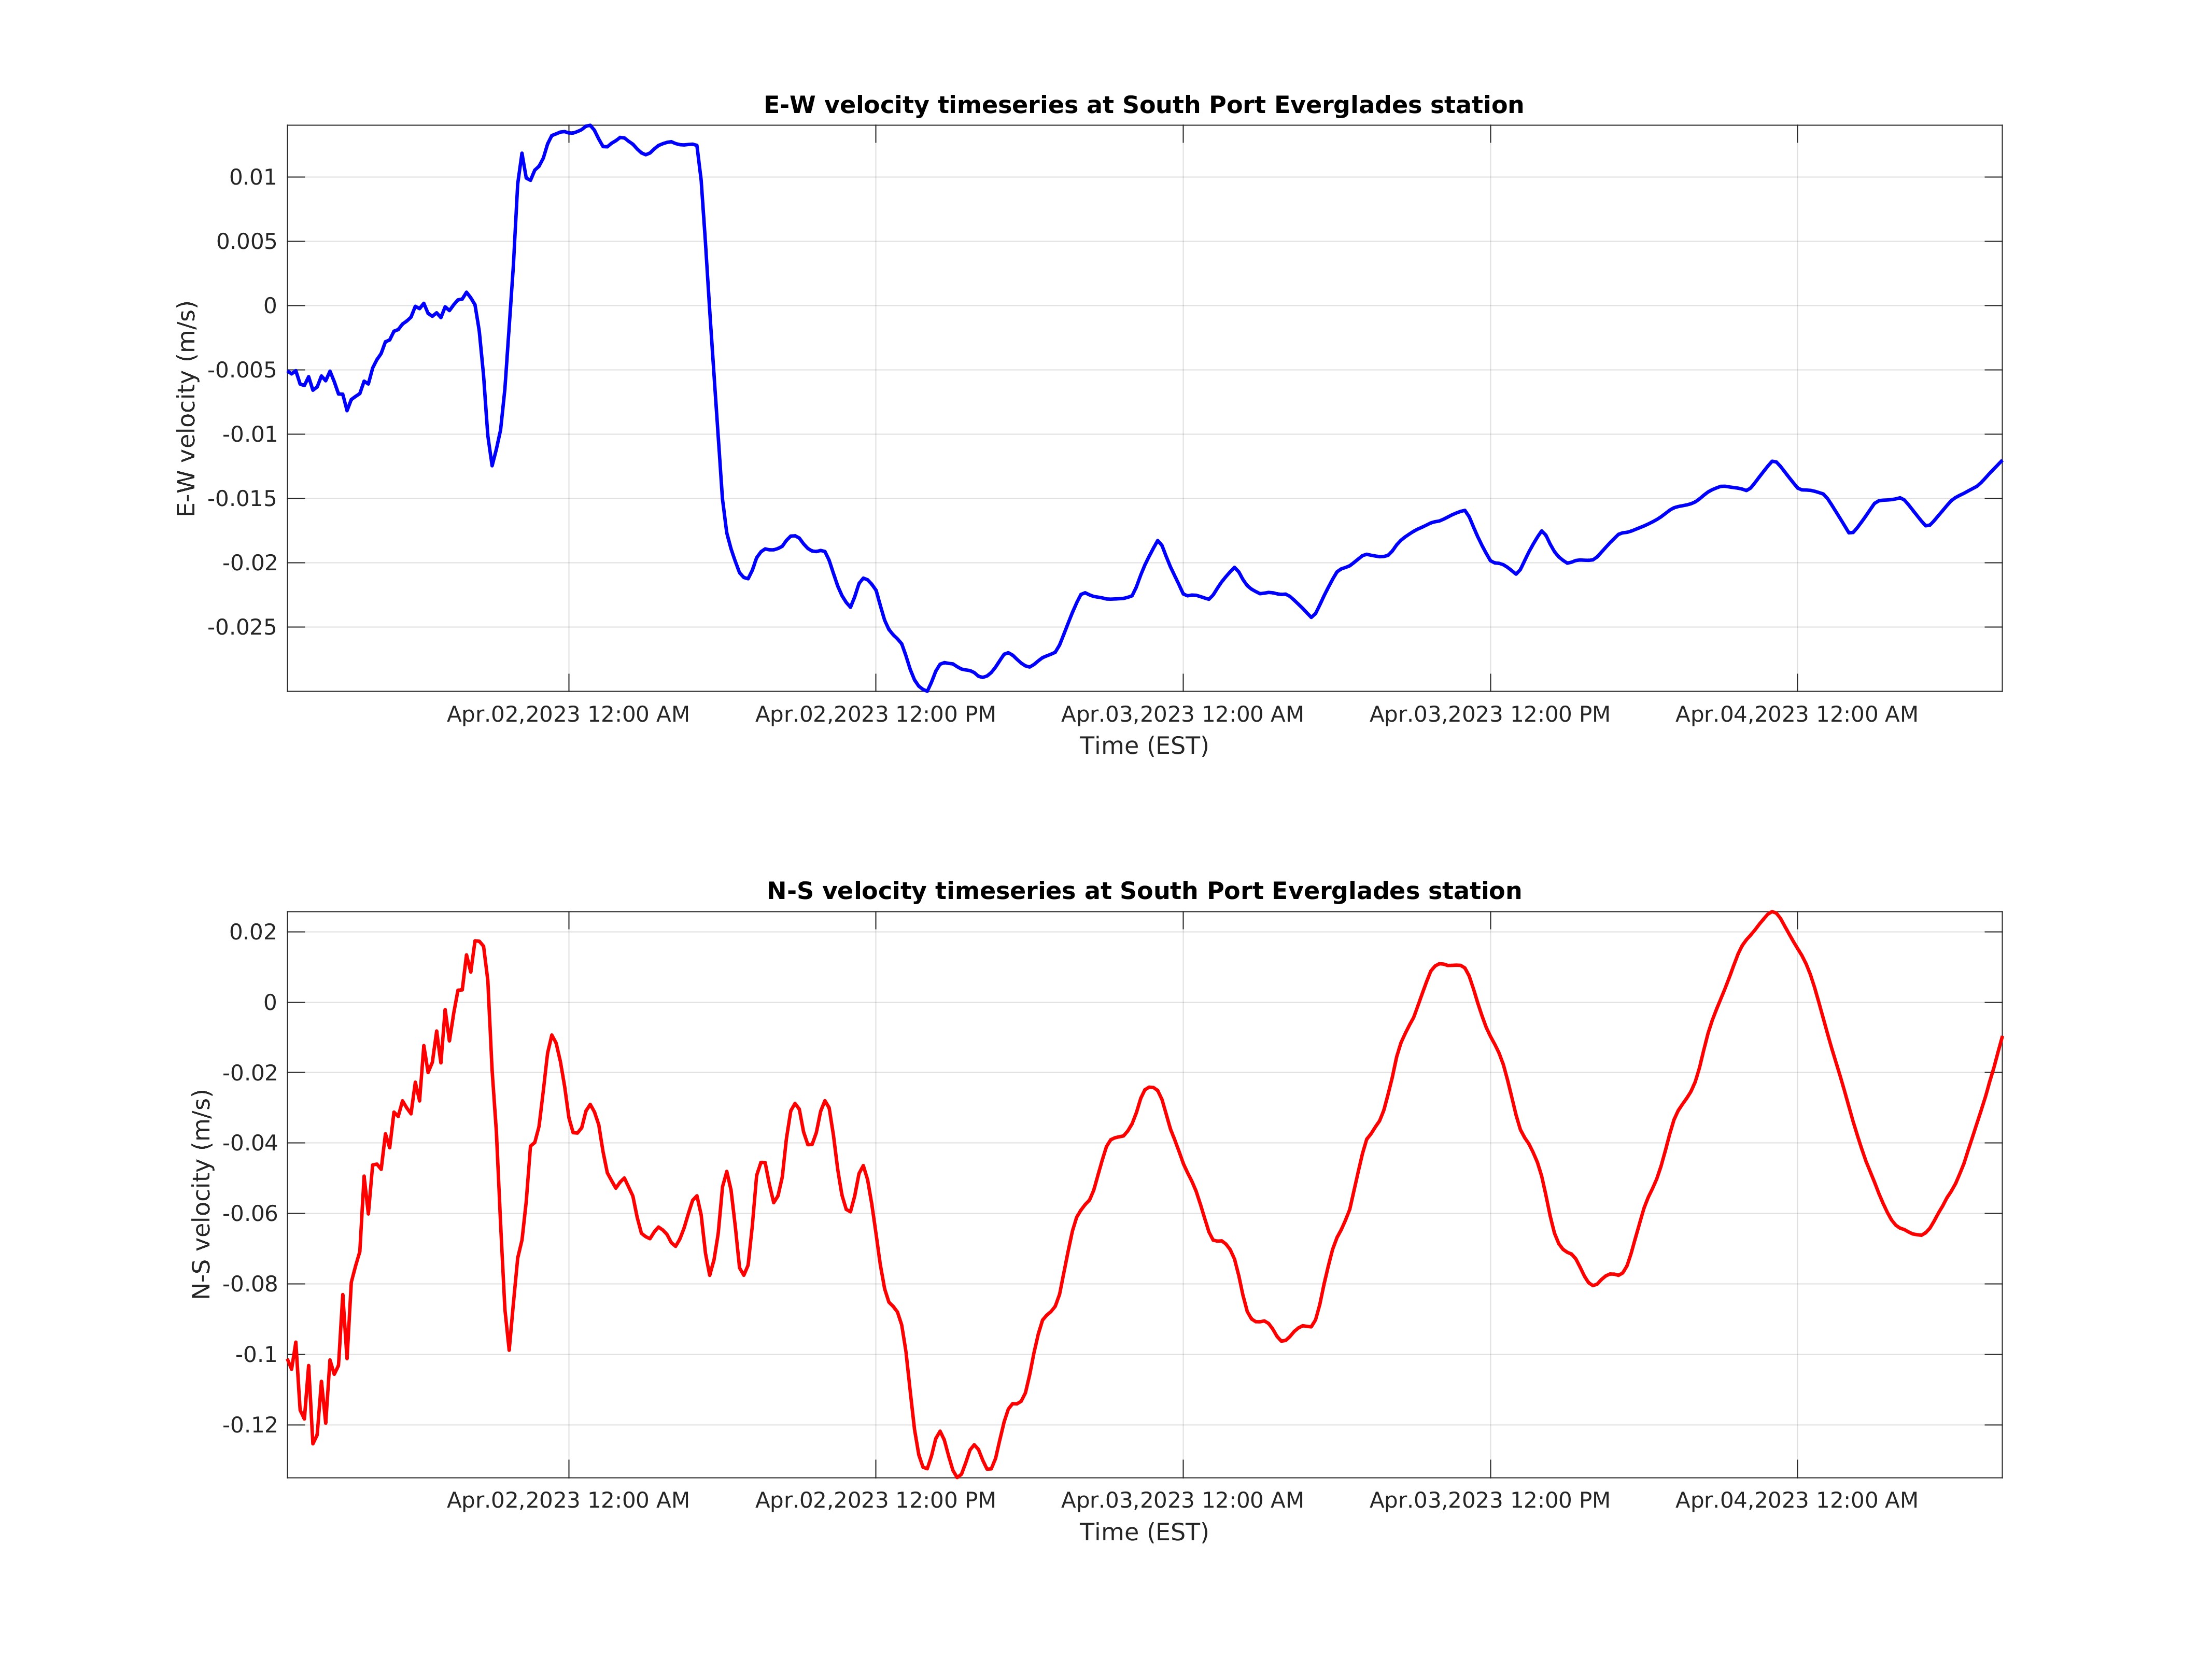 E-W velocity timeseries at South Port Everglades station
E-W velocity (m/s)
0.01
0.005
0
-0.005
-0.01
-0.015
-0.02
-0.025
Apr.02,2023 12:00 AM
Apr.02,2023 12:00 PM
Apr.03,2023 12:00 AM
Apr.03,2023 12:00 PM
Apr.04,2023 12:00 AM
Time (EST)
N-S velocity timeseries at South Port Everglades station
N-S velocity (m/s)
0.02
0
-0.02
-0.04
-0.06
-0.08
-0.1
-0.12
Apr.02,2023 12:00 AM
Apr.02,2023 12:00 PM
Apr.03,2023 12:00 AM
Apr.03,2023 12:00 PM
Apr.04,2023 12:00 AM
Time (EST)